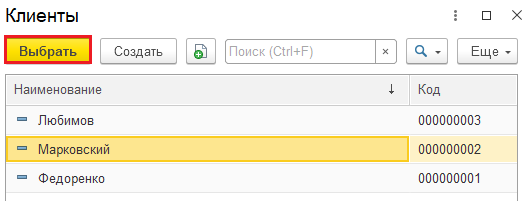 Клиенты
Выбрать Создать Поиск (Ctrl+F) × Еще
Наименование ↓ Код
Любимов 000000003
Марковский 000000002
Федоренко 000000001